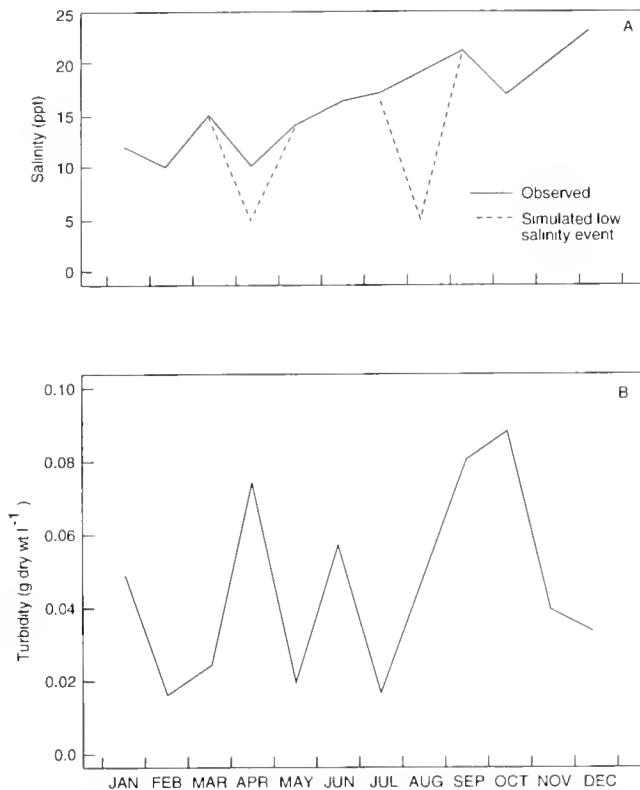 A
25
20
15
10
5
0
Salinity (ppt)
Observed
Simulated low
salinity event
B
0.10
0.08
0.06
0.04
0.02
0.0
Turbidity (g dry wt l⁻¹)
JAN FEB MAR APR MAY JUN JUL AUG SEP OCT NOV DEC